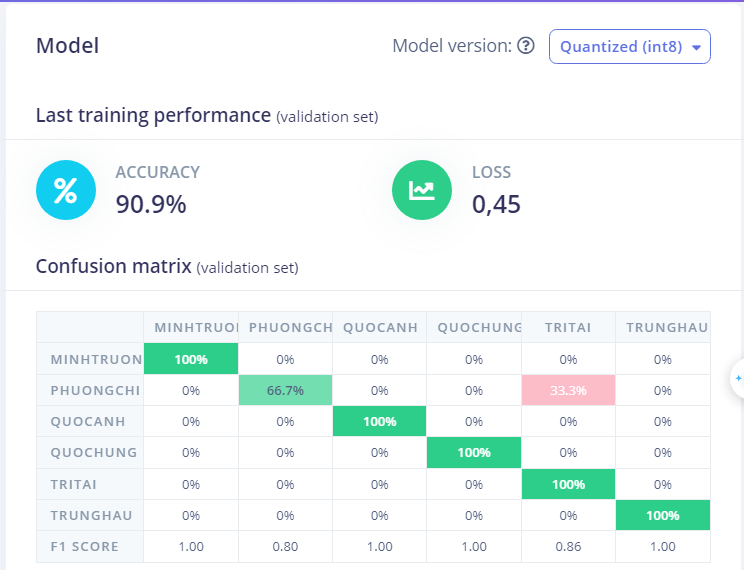 Model
Model version: Quantized (int8)
Last training performance (validation set)
% ACCURACY 90.9%
LOSS 0,45
Confusion matrix (validation set)
MINHTRUO PHUONGCH QUOCANH QUOCHUNG TRITAI TRUNGHAU
MINHTRUON 100% 0% 0% 0% 0% 0%
PHUONGCHI 0% 66.7% 0% 0% 33.3% 0%
QUOCANH 0% 0% 100% 0% 0% 0%
QUOCHUNG 0% 0% 0% 100% 0% 0%
TRITAI 0% 0% 0% 0% 100% 0%
TRUNGHAU 0% 0% 0% 0% 0% 100%
F1 SCORE 1.00 0.80 1.00 1.00 0.86 1.00